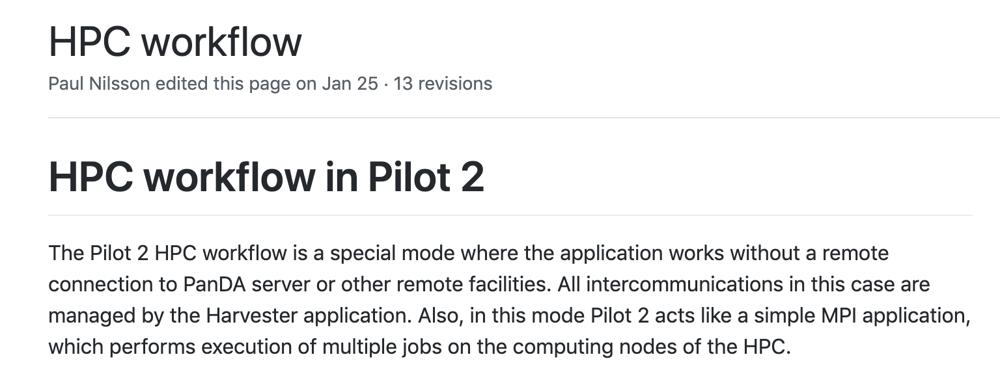 HPC workflow
Paul Nilsson edited this page on Jan 25 · 13 revisions
HPC workflow in Pilot 2
The Pilot 2 HPC workflow is a special mode where the application works without a remote
connection to PanDA server or other remote facilities. All intercommunications in this case are
managed by the Harvester application. Also, in this mode Pilot 2 acts like a simple MPI application,
which performs execution of multiple jobs on the computing nodes of the HPC.